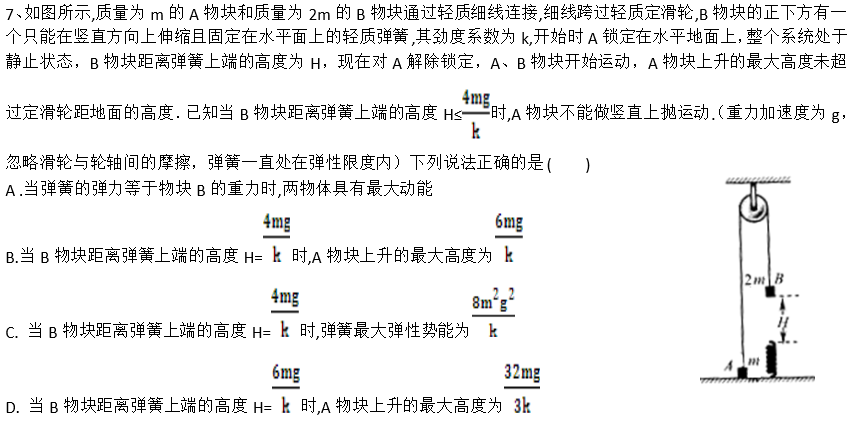 7、如图所示,质量为 m 的 A 物块和质量为 2m 的 B 物块通过轻质细线连接,细线跨过轻质定滑轮,B 物块的正下方有一
个只能在竖直方向上伸缩且固定在水平面上的轻质弹簧,其劲度系数为 k,开始时 A 锁定在水平地面上,整个系统处于
静止状态，B 物块距离弹簧上端的高度为 H，现在对 A 解除锁定，A、B 物块开始运动，A 物块上升的最大高度未超
过定滑轮距地面的高度．已知当 B 物块距离弹簧上端的高度 H≤4mg/k时,A 物块不能做竖直上抛运动.（重力加速度为 g，
忽略滑轮与轮轴间的摩擦，弹簧一直处在弹性限度内）下列说法正确的是 (　　)
A .当弹簧的弹力等于物块 B 的重力时,两物体具有最大动能
B.当 B 物块距离弹簧上端的高度 H= 4mg/k 时,A 物块上升的最大高度为 6mg/k
C. 当 B 物块距离弹簧上端的高度 H= 4mg/k 时,弹簧最大弹性势能为 8m²g²/k
D. 当 B 物块距离弹簧上端的高度 H= 6mg/k 时,A 物块上升的最大高度为 32mg/3k
2m B
H
A m